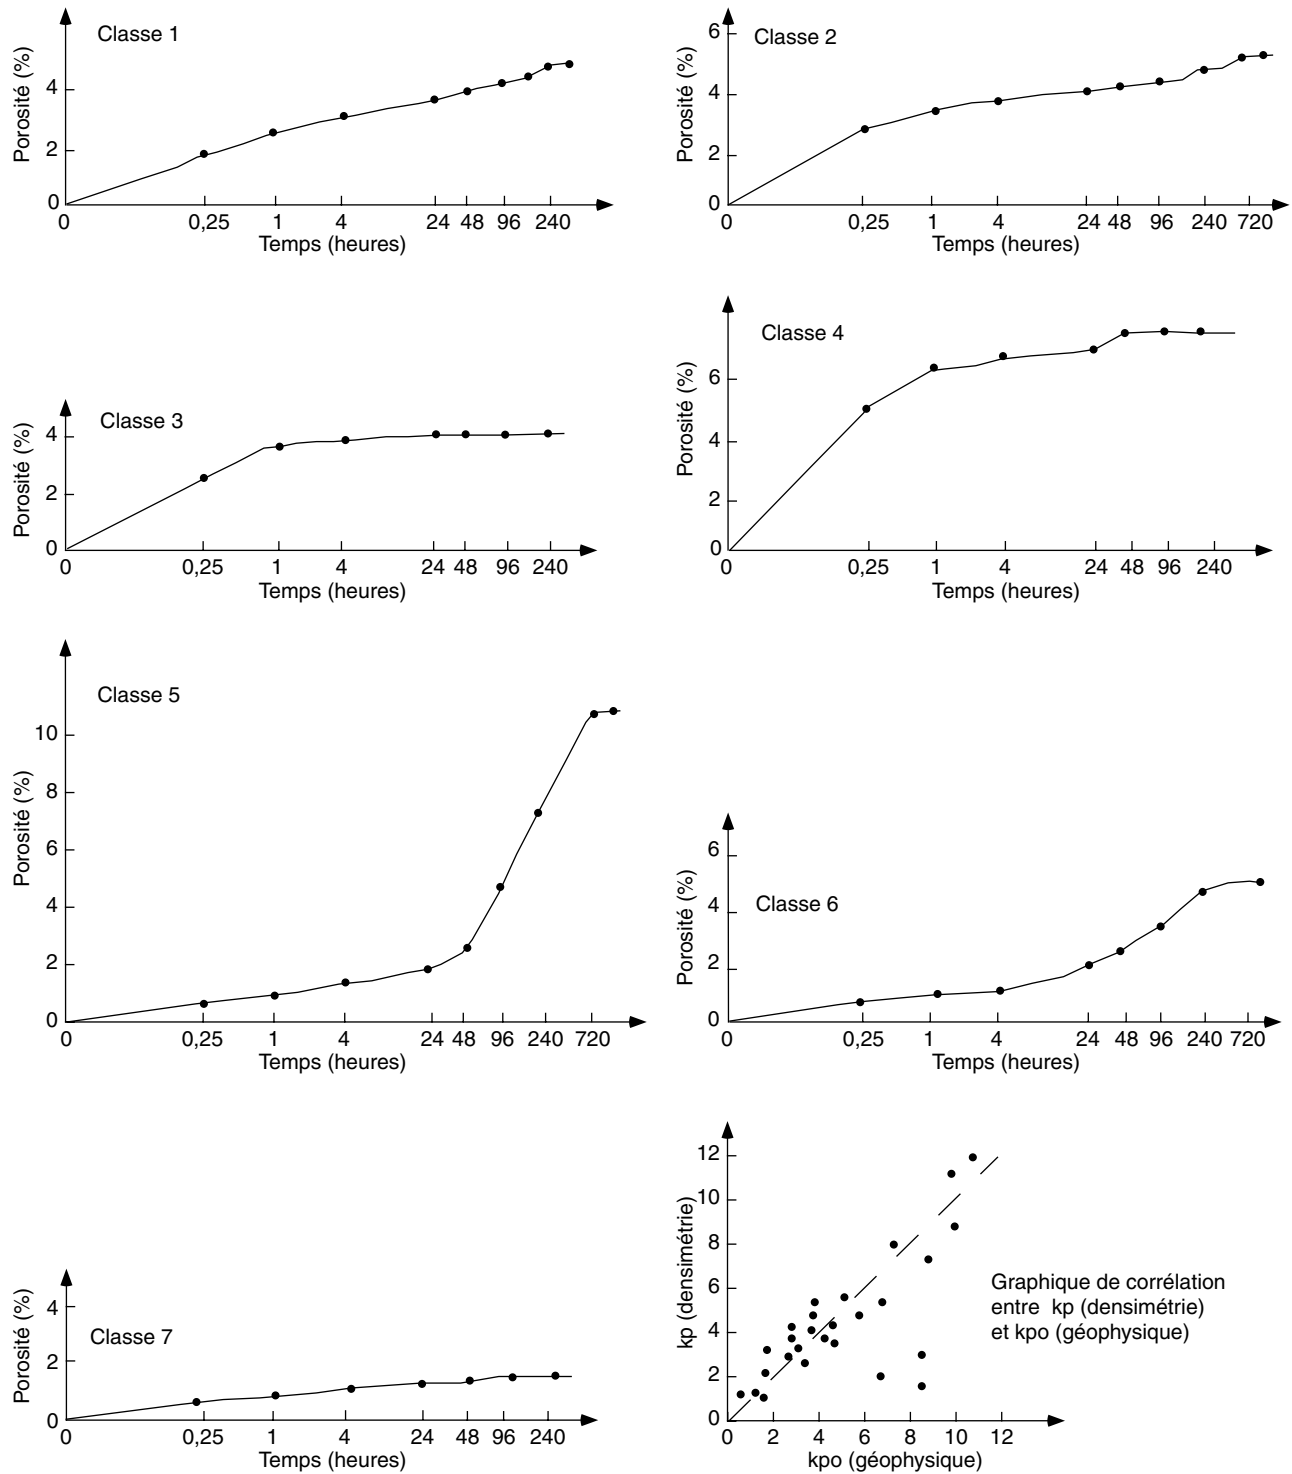 Classe 1
Porosité (%)
4
2
0
0 0,25 1 4 24 48 96 240
Temps (heures)
Classe 2
Porosité (%)
6
4
2
0
0 0,25 1 4 24 48 96 240 720
Temps (heures)
Classe 3
Porosité (%)
4
2
0
0 0,25 1 4 24 48 96 240
Temps (heures)
Classe 4
Porosité (%)
6
4
2
0
0 0,25 1 4 24 48 96 240
Temps (heures)
Classe 5
Porosité (%)
10
8
6
4
2
0
0 0,25 1 4 24 48 96 240 720
Temps (heures)
Classe 6
Porosité (%)
6
4
2
0
0 0,25 1 4 24 48 96 240 720
Temps (heures)
Classe 7
Porosité (%)
4
2
0
0 0,25 1 4 24 48 96 240
Temps (heures)
kp (densimétrie)
12
10
8
6
4
2
0
0 2 4 6 8 10 12
kpo (géophysique)
Graphique de corrélation
entre kp (densimétrie)
et kpo (géophysique)